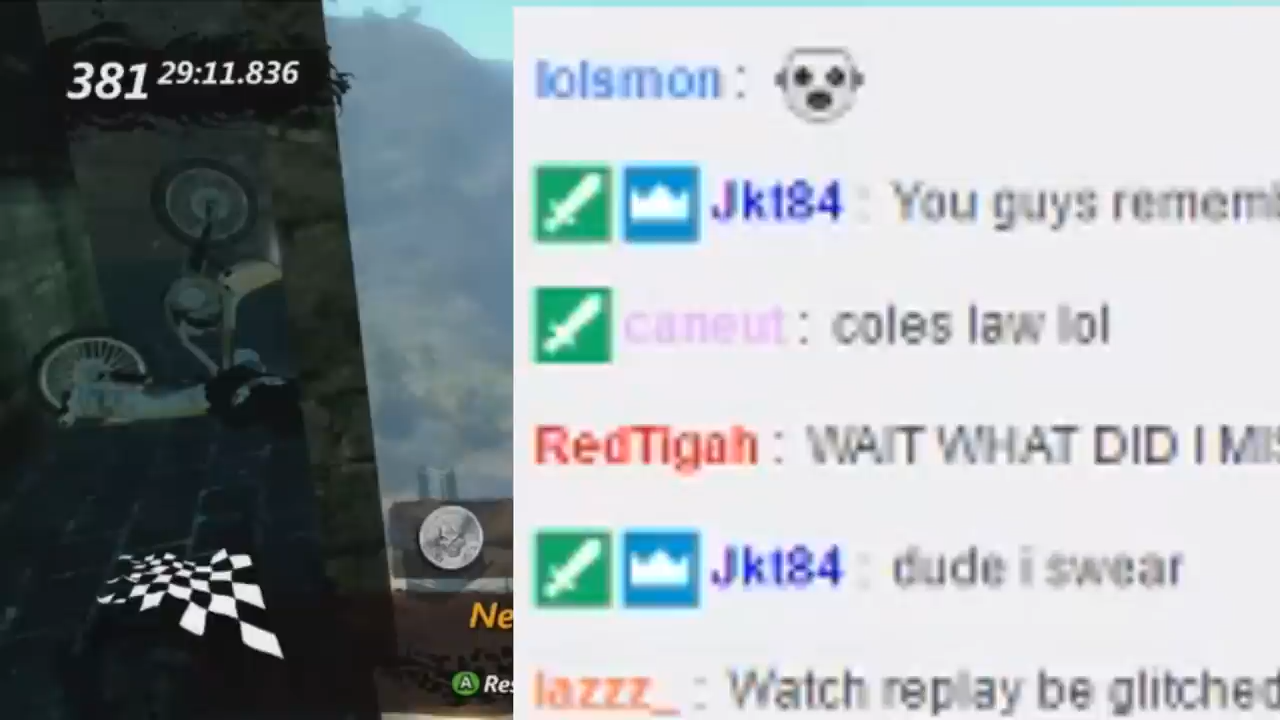 381 29:11.836
lolsmon :
Jkt84 : You guys rememb
caneut : coles law lol
RedTigah : WAIT WHAT DID I MIS
Jkt84 : dude i swear
lazzz_ : Watch replay be glitched
Ne
A Res